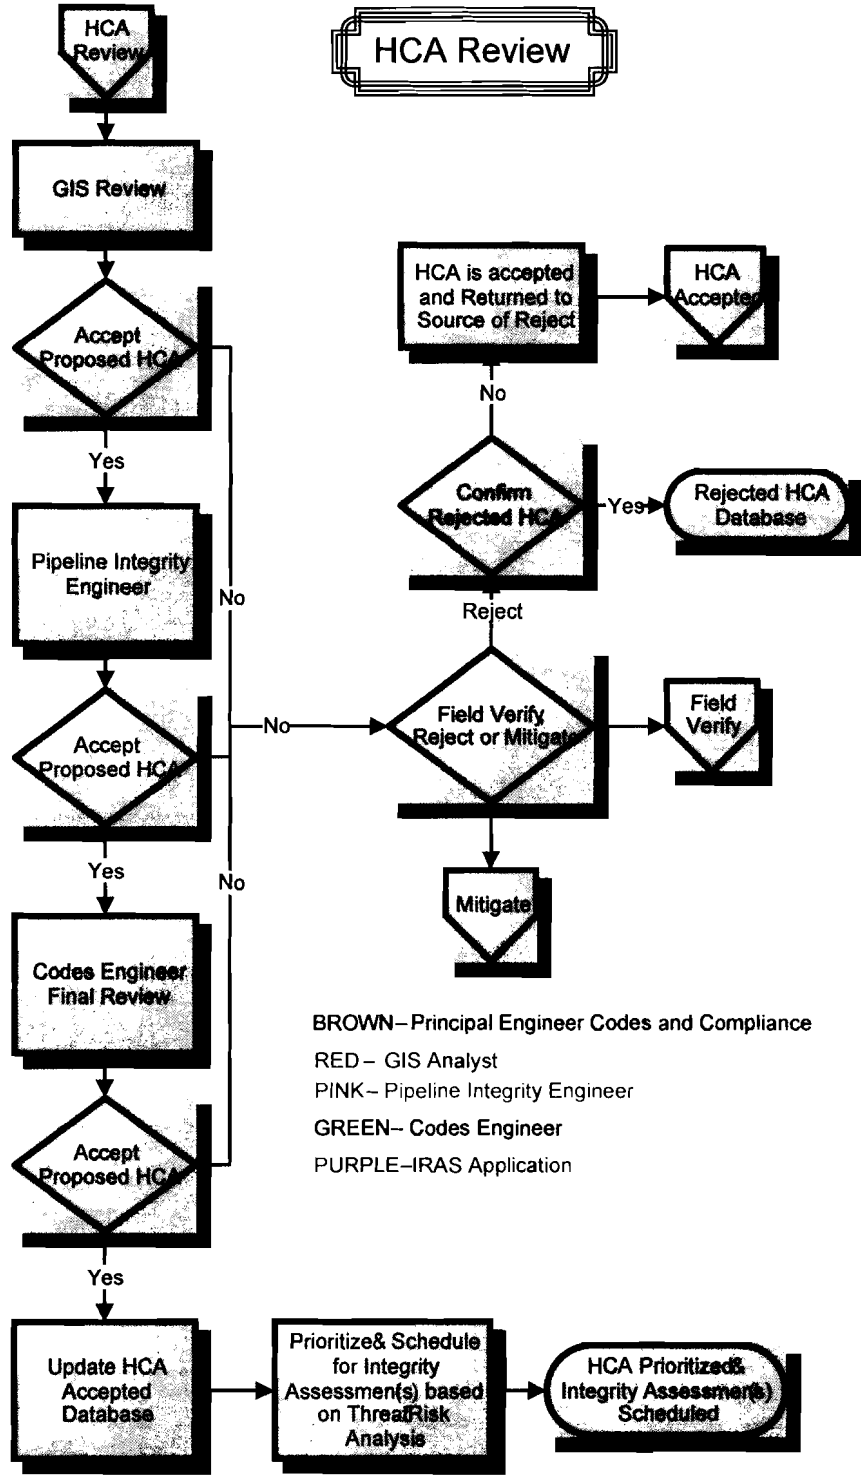 HCA Review
HCA
Review
GIS Review
Accept
Proposed HCA
Yes
Pipeline Integrity
Engineer
No
Accept
Proposed HCA
Yes
No
Codes Engineer
Final Review
Accept
Proposed HCA
Yes
Update HCA
Accepted
Database
Prioritize& Schedule
for Integrity
Assessmen(s) based
on ThreatRisk
Analysis
HCA Prioritized&
Integrity Assessmen(s)
Scheduled
HCA is accepted
and Returned to
Source of Reject
HCA
Accepted
No
Confirm
Rejected HCA
Yes
Rejected HCA
Database
Reject
No
Field Verify,
Reject or Mitigate
Field
Verify
Mitigate
BROWN–Principal Engineer Codes and Compliance
RED– GIS Analyst
PINK–Pipeline Integrity Engineer
GREEN–Codes Engineer
PURPLE–IRAS Application